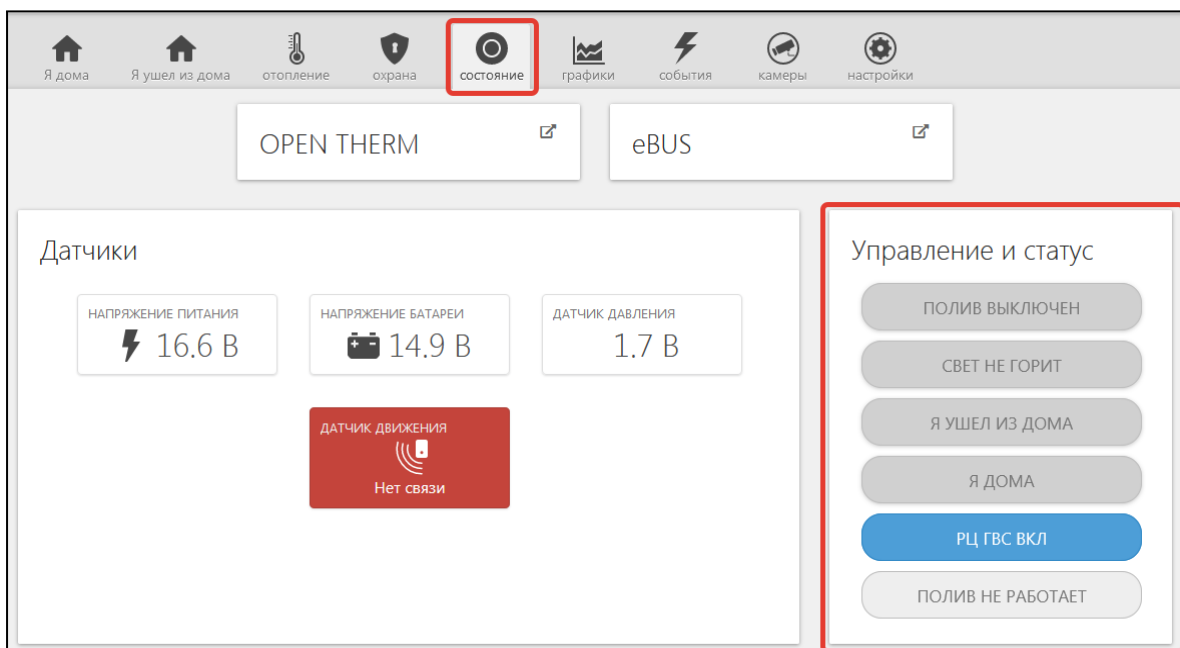 Я дома
Я ушел из дома
отопление
охрана
состояние
графики
события
камеры
настройки
OPEN THERM
eBUS
Датчики
НАПРЯЖЕНИЕ ПИТАНИЯ
16.6 В
НАПРЯЖЕНИЕ БАТАРЕИ
14.9 В
ДАТЧИК ДАВЛЕНИЯ
1.7 В
ДАТЧИК ДВИЖЕНИЯ
Нет связи
Управление и статус
ПОЛИВ ВЫКЛЮЧЕН
СВЕТ НЕ ГОРИТ
Я УШЕЛ ИЗ ДОМА
Я ДОМА
РЦ ГВС ВКЛ
ПОЛИВ НЕ РАБОТАЕТ